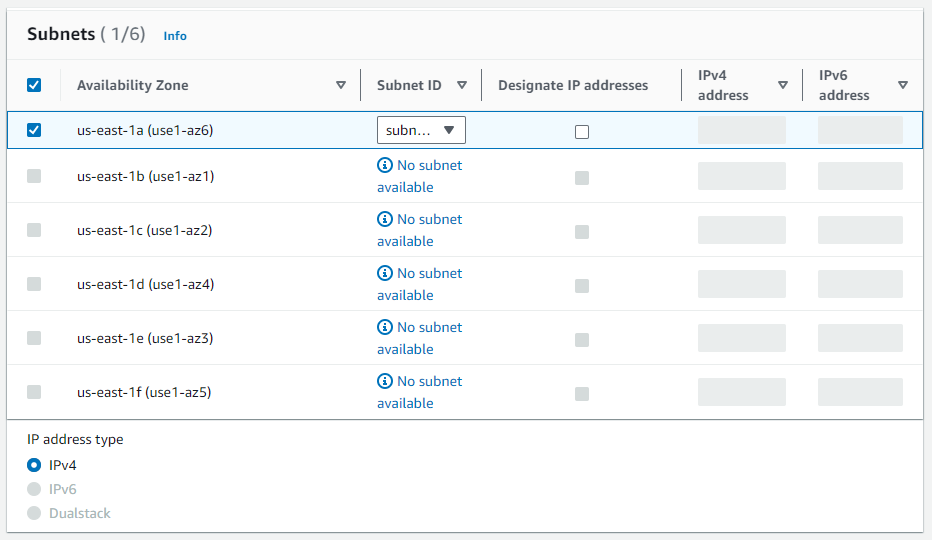 Subnets ( 1/6) Info
Availability Zone Subnet ID Designate IP addresses IPv4 address IPv6 address
us-east-1a (use1-az6) subn...
us-east-1b (use1-az1) No subnet available
us-east-1c (use1-az2) No subnet available
us-east-1d (use1-az4) No subnet available
us-east-1e (use1-az3) No subnet available
us-east-1f (use1-az5) No subnet available
IP address type
IPv4
IPv6
Dualstack